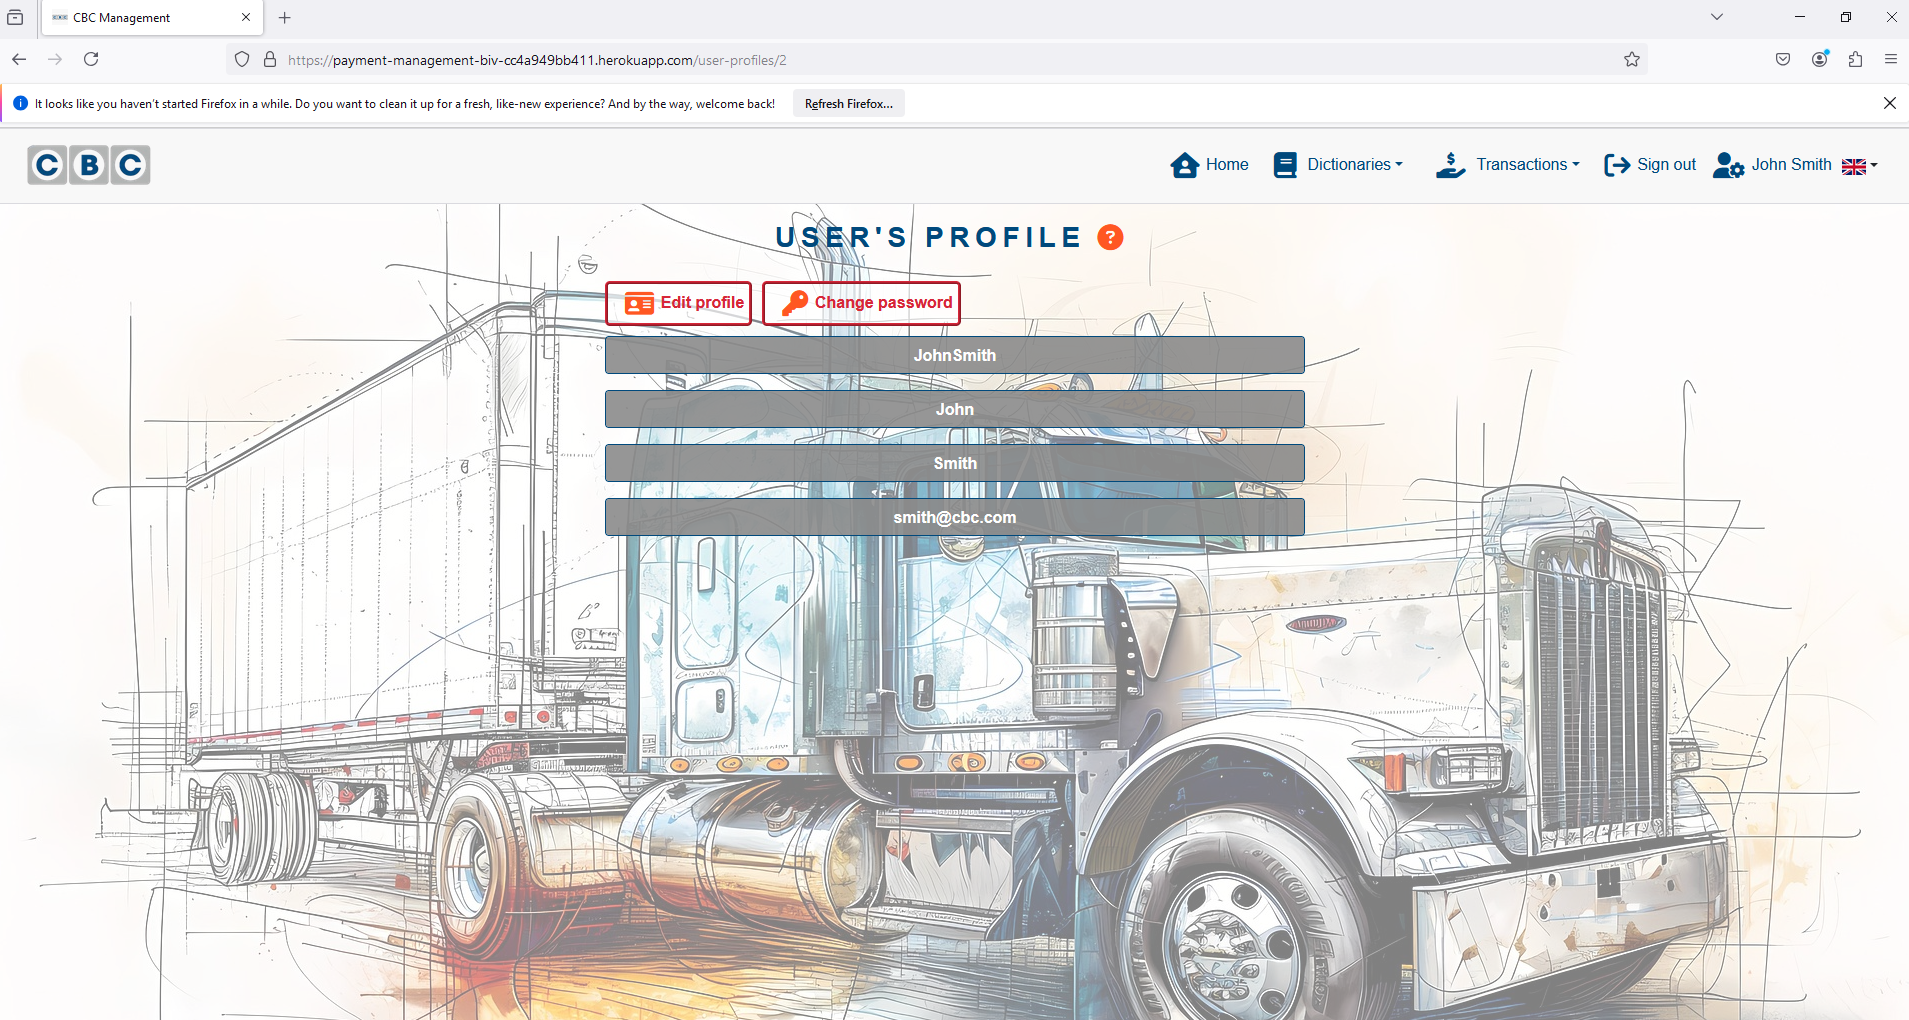 CBC Management
https://payment-management-biv-cc4a949bb411.herokuapp.com/user-profiles/2
It looks like you haven't started Firefox in a while. Do you want to clean it up for a fresh, like-new experience? And by the way, welcome back! Refresh Firefox...
C B C Home Dictionaries Transactions Sign out John Smith
USER'S PROFILE ?
Edit profile Change password
JohnSmith
John
Smith
smith@cbc.com